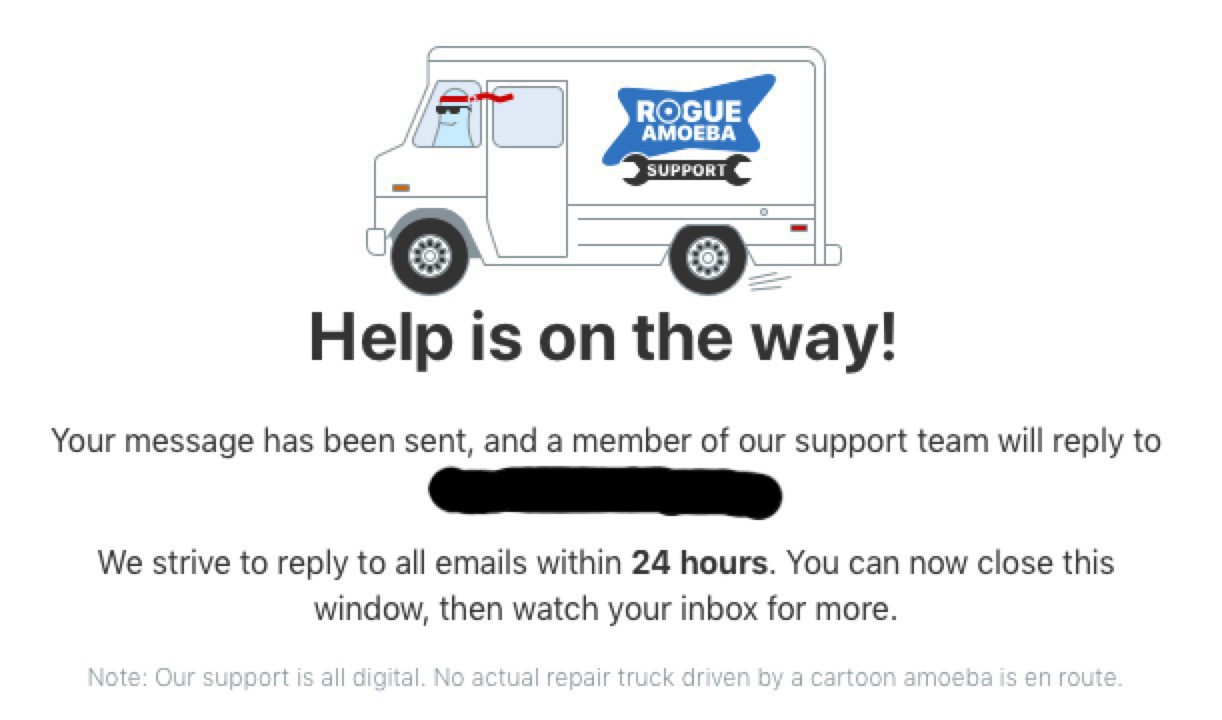 ROGUE
AMOEBA
SUPPORT
Help is on the way!
Your message has been sent, and a member of our support team will reply to
We strive to reply to all emails within 24 hours. You can now close this
window, then watch your inbox for more.
Note: Our support is all digital. No actual repair truck driven by a cartoon amoeba is en route.